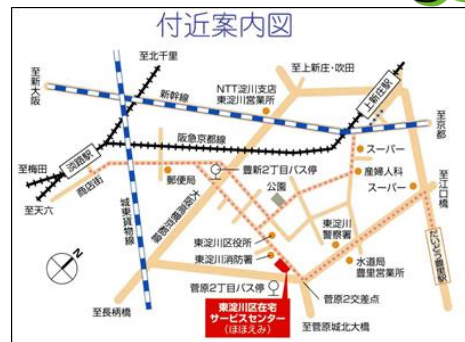 付近案内図
至北千里
至上新庄・吹田
至新大阪
新幹線
NTT淀川支店
東淀川営業所
上新庄駅
至京都
阪急京都線
淡路駅
至梅田
商店街
至天六
郵便局
豊新2丁目バス停
公園
スーパー
産婦人科
スーパー
至江口橋
城東貨物線
大阪高槻京都線
東淀川区役所
東淀川消防署
東淀川
警察署
水道局
豊里営業所
だいどう豊里駅
菅原2丁目バス停
菅原2交差点
至長柄橋
東淀川区在宅
サービスセンター
(ほほえみ)
至菅原城北大橋
N